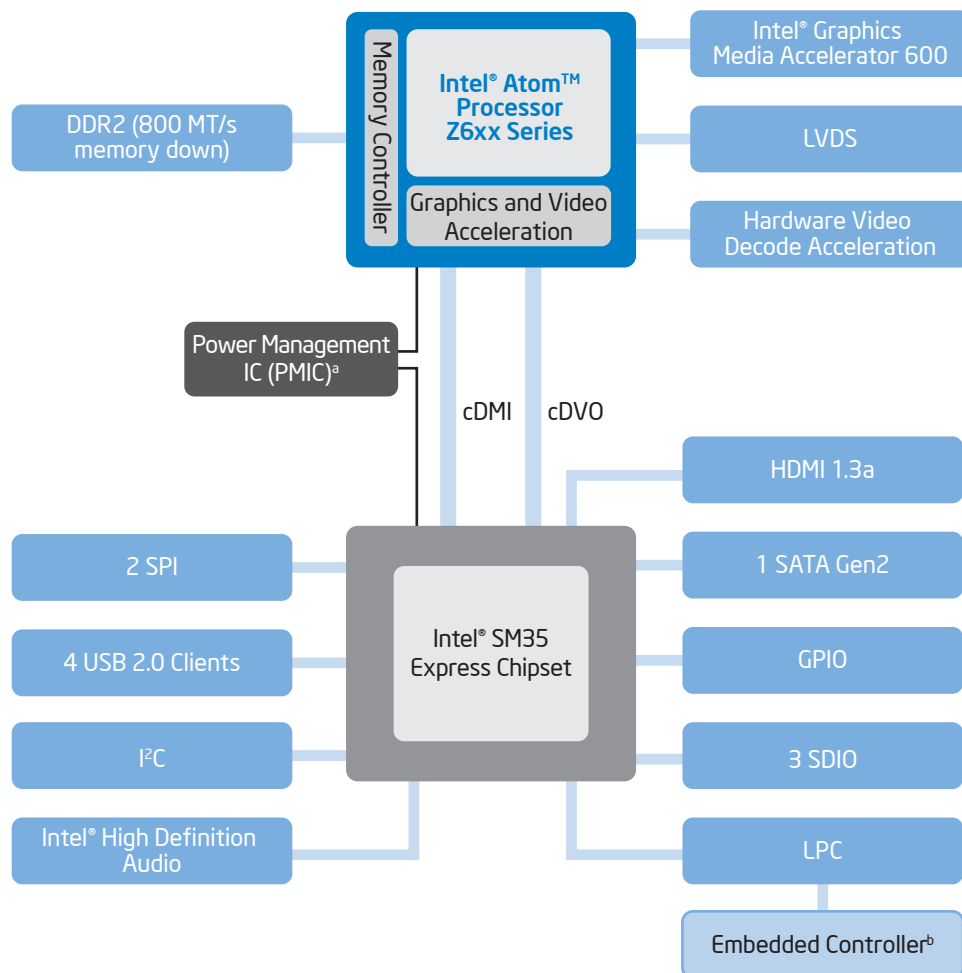 Intel® Graphics
Media Accelerator 600
Memory Controller
Intel® Atom™
Processor
Z6xx Series
DDR2 (800 MT/s
memory down)
LVDS
Graphics and Video
Acceleration
Hardware Video
Decode Acceleration
Power Management
IC (PMIC)ᵃ
cDMI
cDVO
HDMI 1.3a
2 SPI
1 SATA Gen2
Intel® SM35
Express Chipset
4 USB 2.0 Clients
GPIO
I²C
3 SDIO
Intel® High Definition
Audio
LPC
Embedded Controllerᵇ